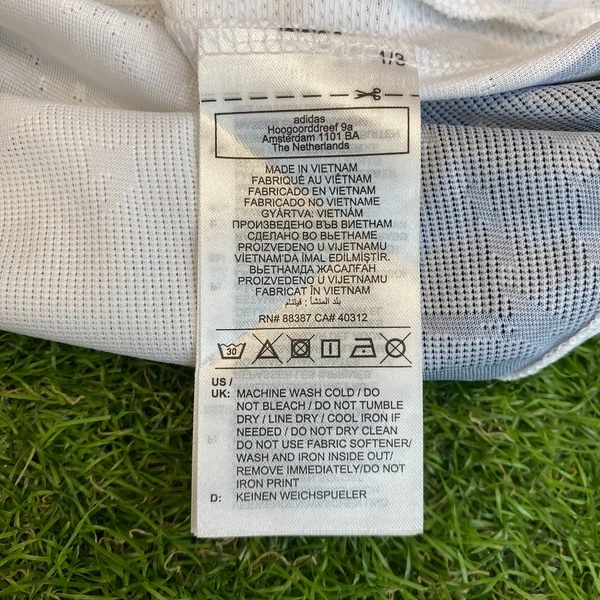 1/8
adidas
Hoogoorddreef 9a
Amsterdam 1101 BA
The Netherlands
MADE IN VIETNAM
FABRIQUÉ AU VIÊTNAM
FABRICADO EN VIETNAM
FABRICADO NO VIETNAME
GYÁRTVA: VIETNÁM
ПРОИЗВЕДЕНО ВЪВ ВИЕТНАМ
СДЕЛАНО ВО ВЬЕТНАМЕ
PROIZVEDENO U VIJETNAMU
VİETNAM'DA İMAL EDİLMİŞTİR.
ВЬЕТНАМДА ЖАСАЛҒАН
PROIZVEDENO U VIJETNAMU
FABRICAT ÎN VIETNAM
بلد المنشأ : فيتنام
RN# 88387 CA# 40312
30
US /
UK: MACHINE WASH COLD / DO
NOT BLEACH / DO NOT TUMBLE
DRY / LINE DRY / COOL IRON IF
NEEDED / DO NOT DRY CLEAN
DO NOT USE FABRIC SOFTENER/
WASH AND IRON INSIDE OUT/
REMOVE IMMEDIATELY/DO NOT
IRON PRINT
D: KEINEN WEICHSPUELER